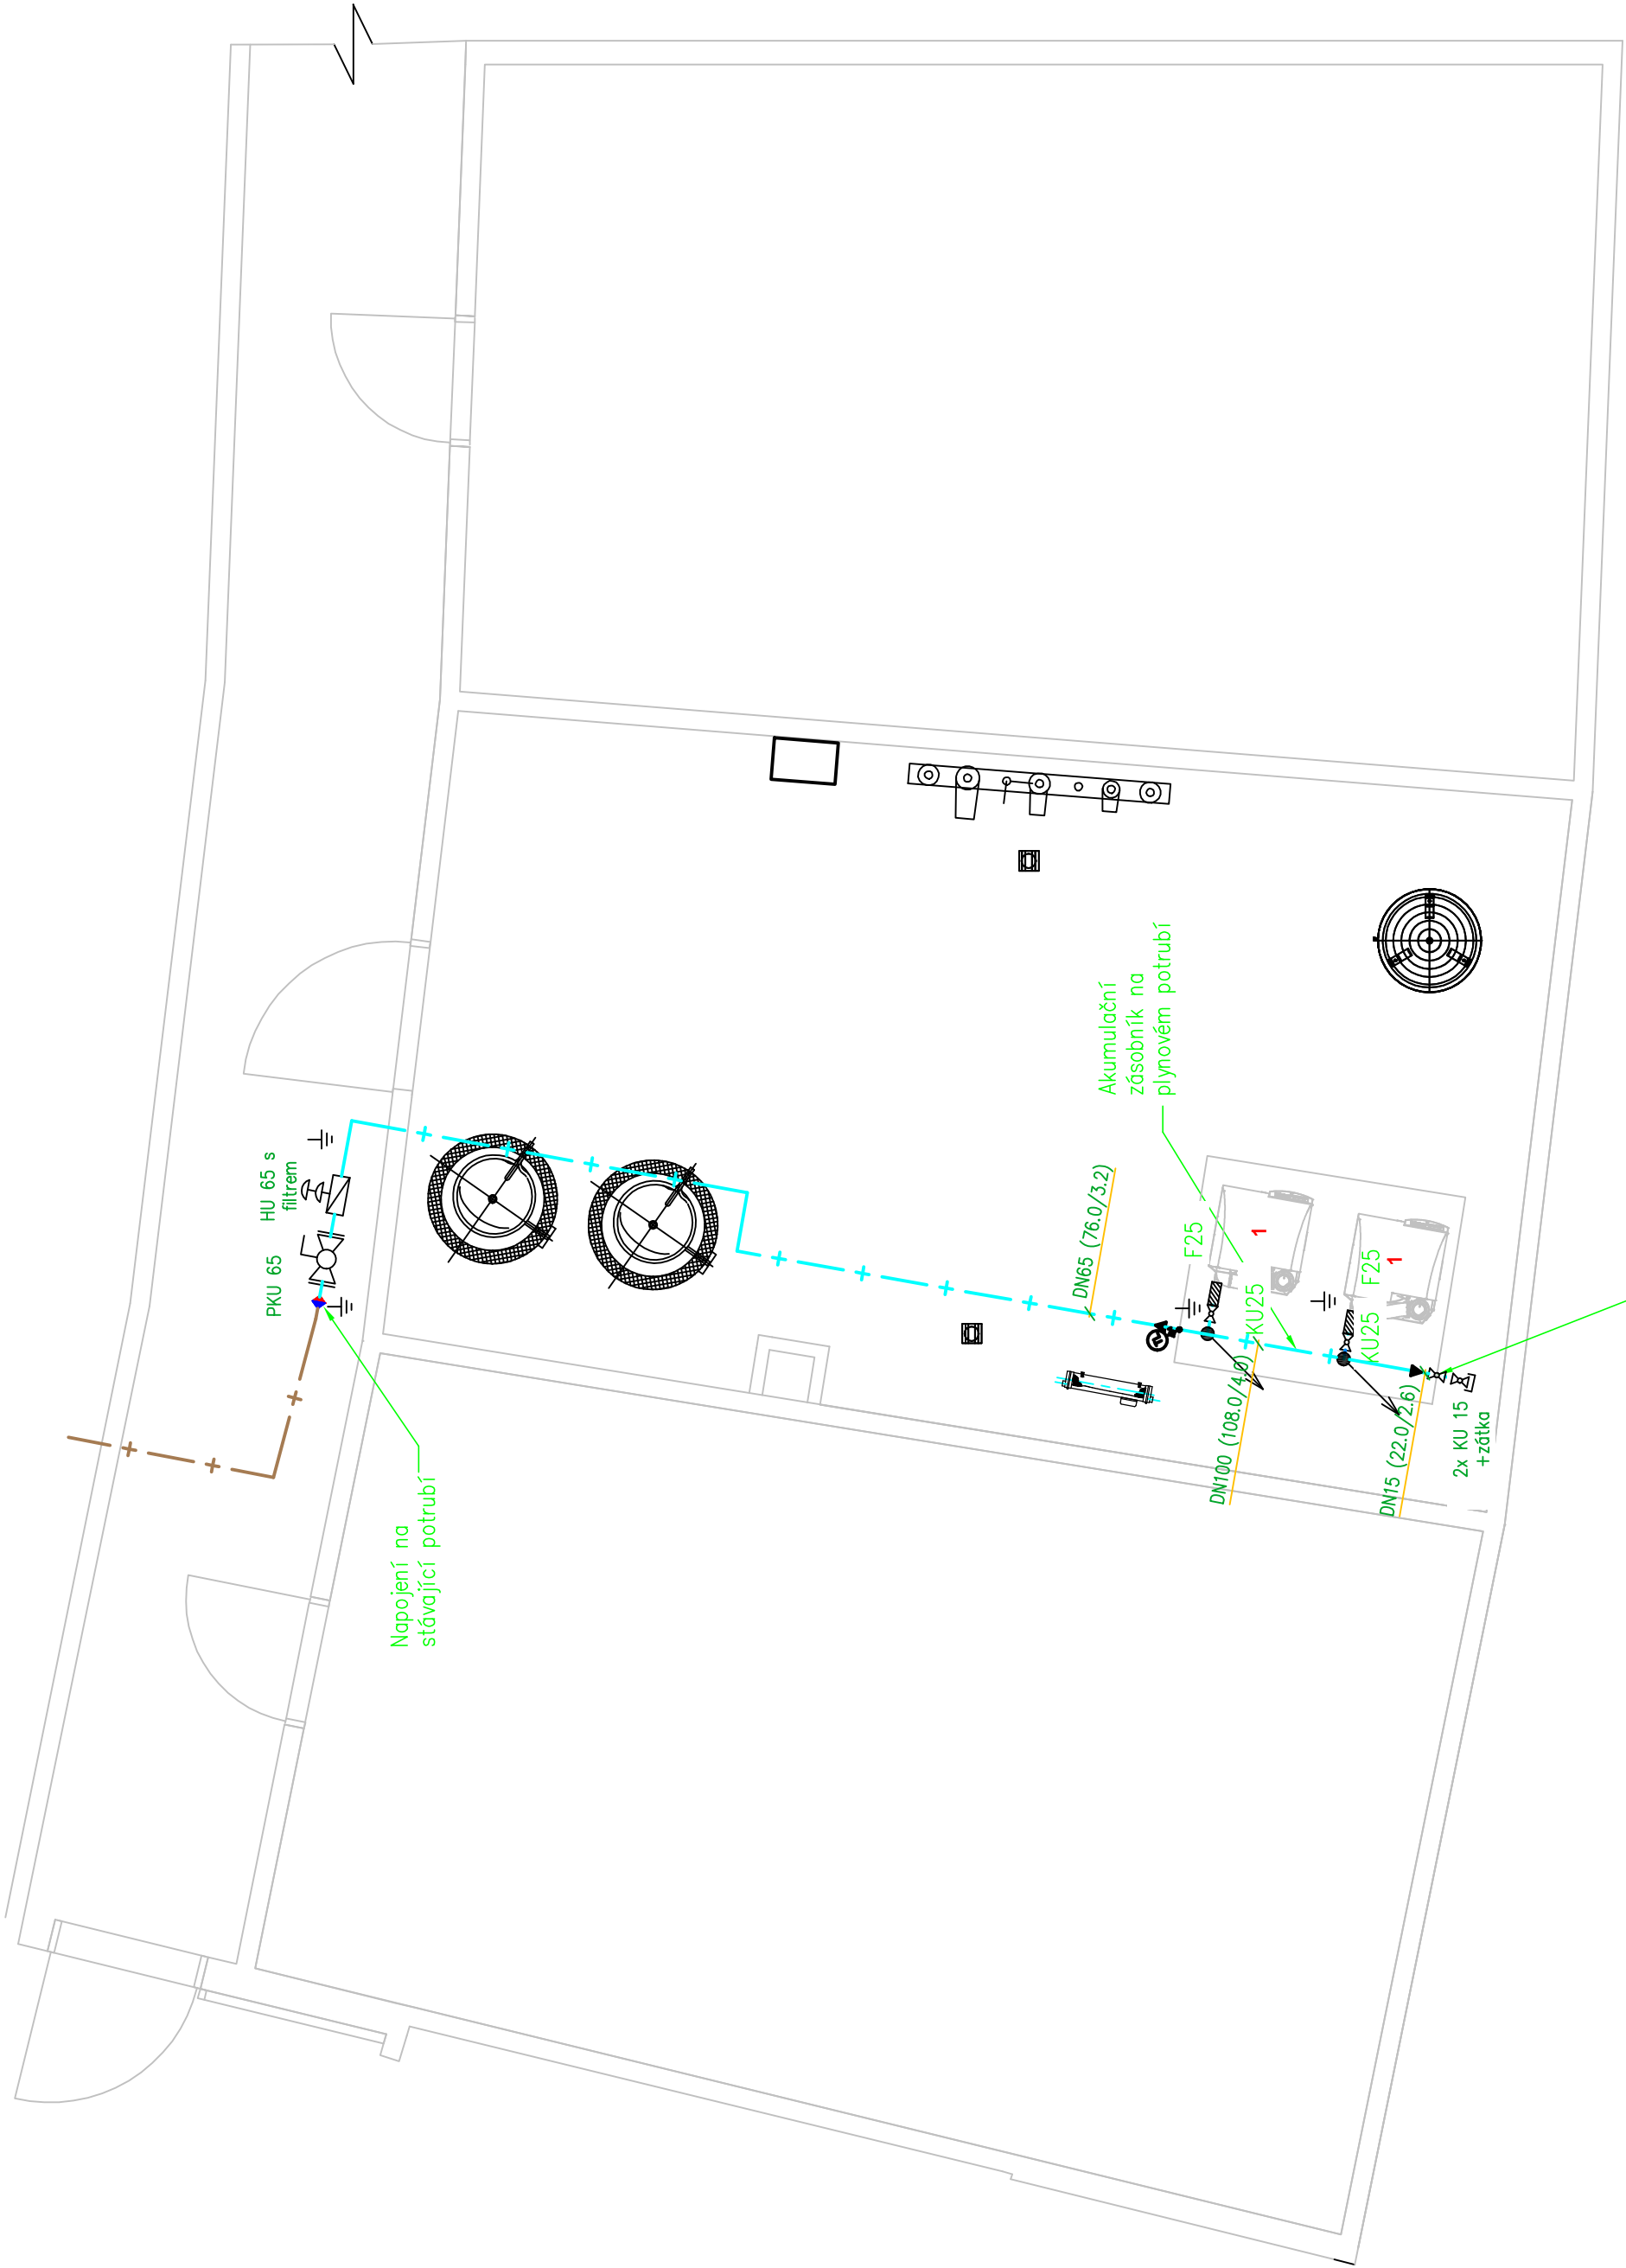 HU 65 s
filtrem
PKU 65
Napojení na
stávající potrubí
Akumulační
zásobník na
plynovém potrubí
DN65 (76.0/3.2)
F25
1
KU25
F25
1
KU25
DN100 (108.0/4.0)
DN15 (22.0/2.6)
2x KU 15
+zátka